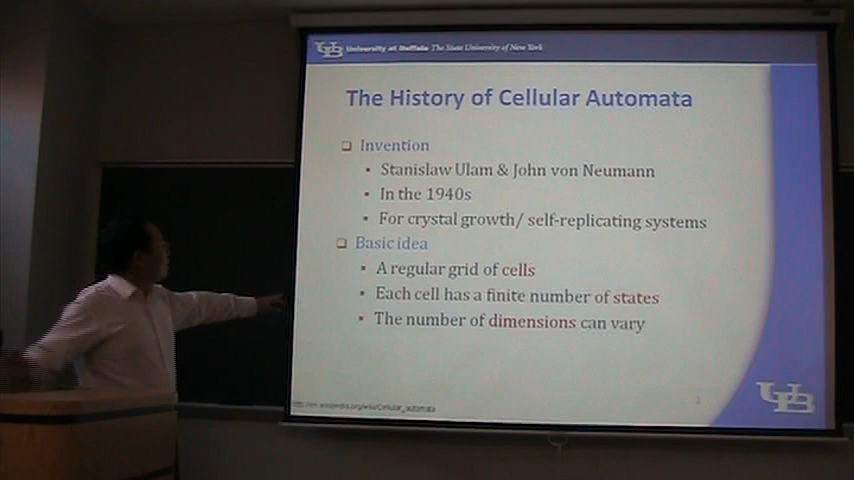 UB University at Buffalo The State University of New York
The History of Cellular Automata
Invention
Stanislaw Ulam & John von Neumann
In the 1940s
For crystal growth/ self-replicating systems
Basic idea
A regular grid of cells
Each cell has a finite number of states
The number of dimensions can vary
http://en.wikipedia.org/wiki/Cellular_automata
UB